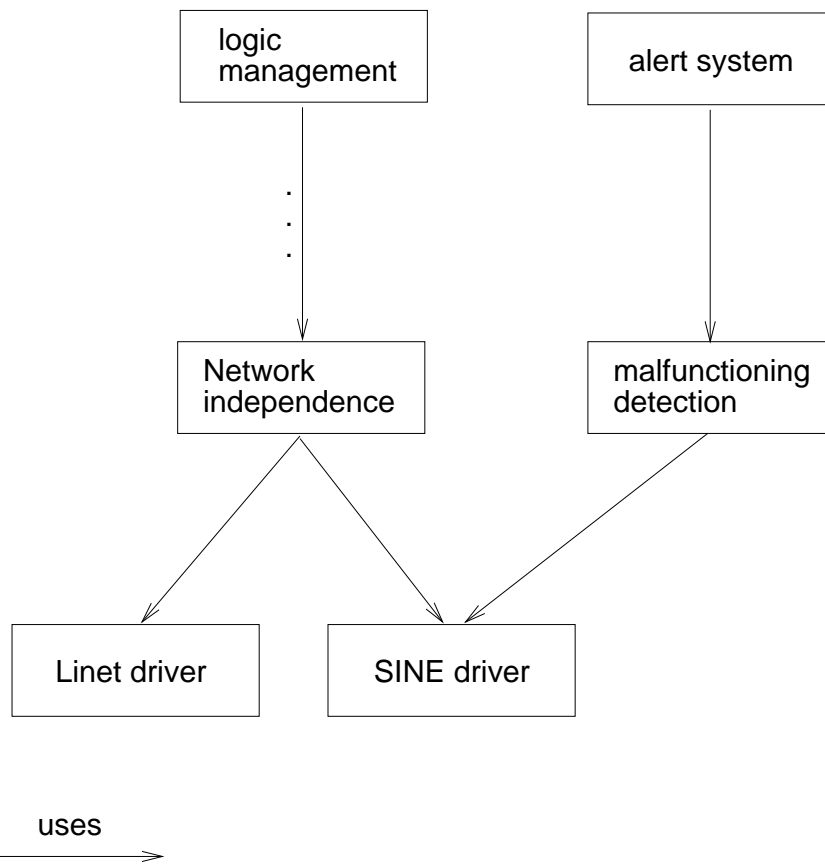 logic
management
alert system
.
.
.
Network
independence
malfunctioning
detection
Linet driver
SINE driver
uses